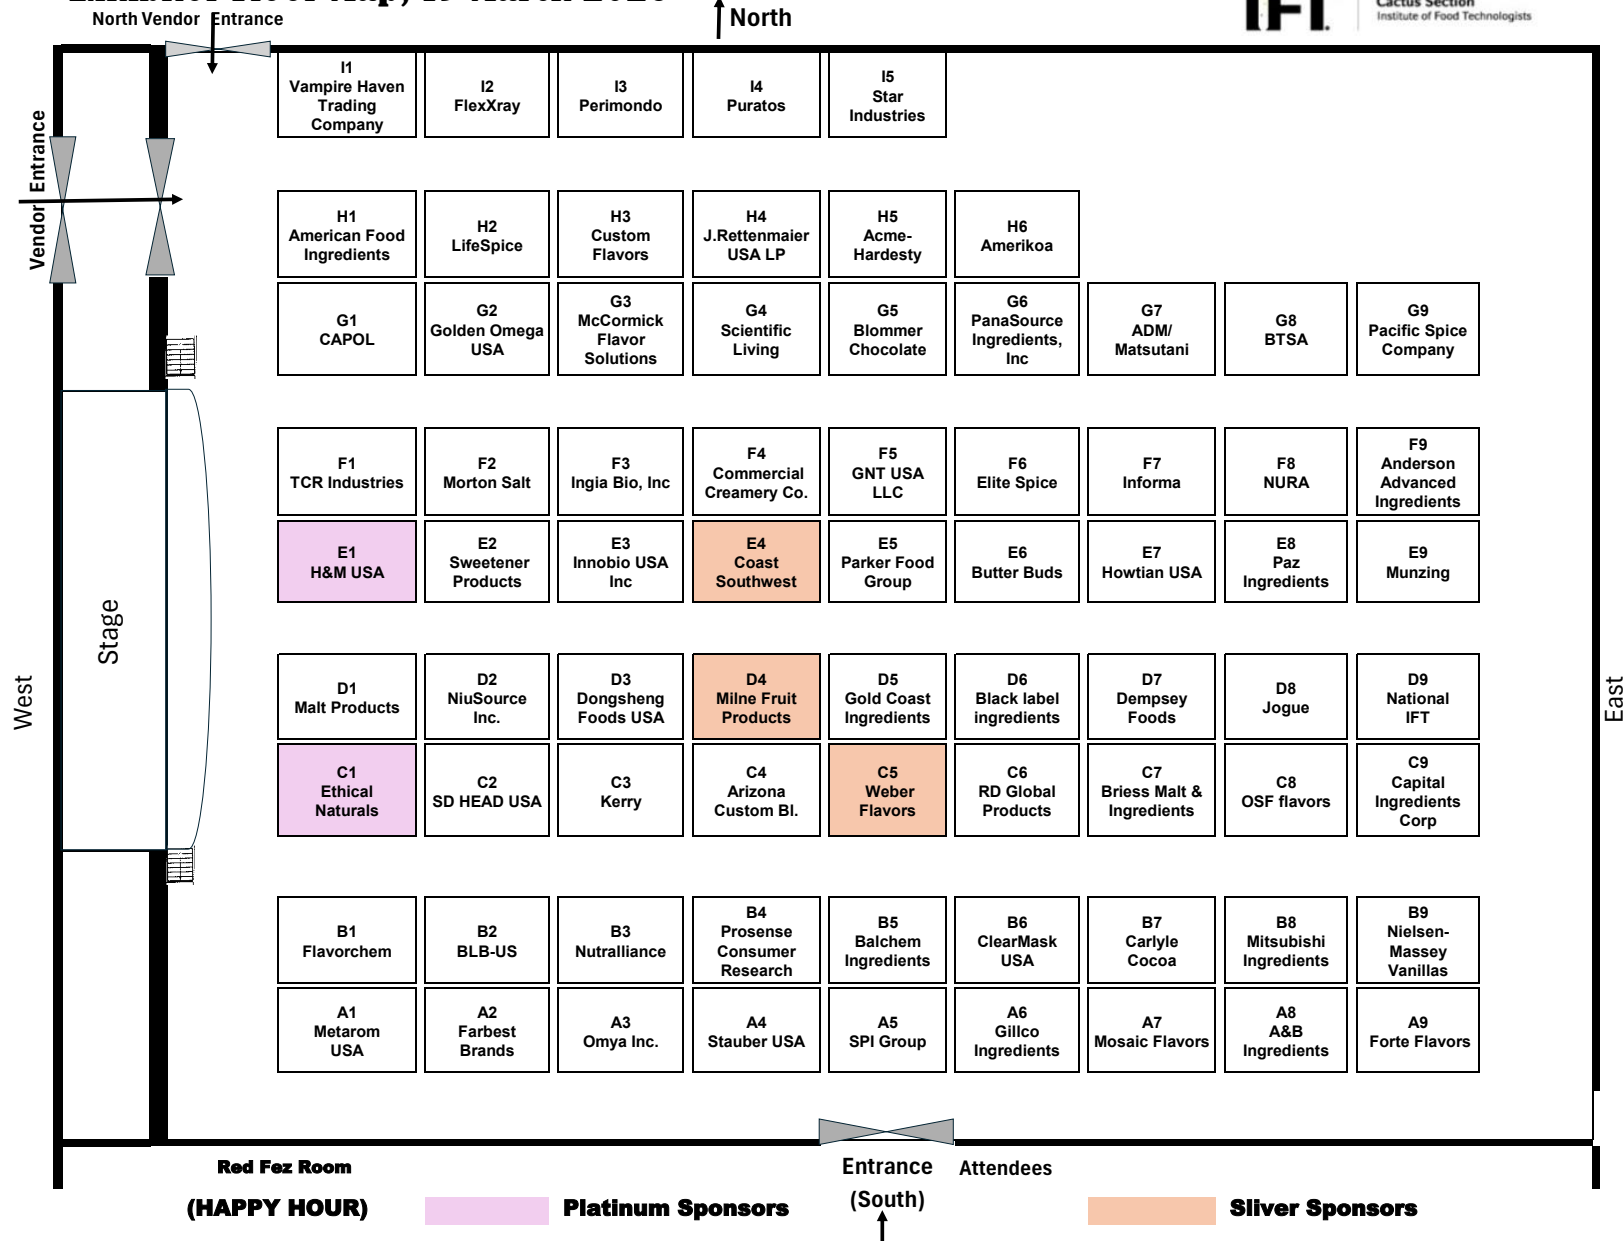 North
North Vendor Entrance
IFT
Cactus Section
Institute of Food Technologists
Vendor Entrance
I1
Vampire Haven
Trading
Company
I2
FlexXray
I3
Perimondo
I4
Puratos
I5
Star
Industries
H1
American Food
Ingredients
H2
LifeSpice
H3
Custom
Flavors
H4
J.Rettenmaier
USA LP
H5
Acme-
Hardesty
H6
Amerikoa
G1
CAPOL
G2
Golden Omega
USA
G3
McCormick
Flavor
Solutions
G4
Scientific
Living
G5
Blommer
Chocolate
G6
PanaSource
Ingredients,
Inc
G7
ADM/
Matsutani
G8
BTSA
G9
Pacific Spice
Company
F1
TCR Industries
F2
Morton Salt
F3
Ingia Bio, Inc
F4
Commercial
Creamery Co.
F5
GNT USA
LLC
F6
Elite Spice
F7
Informa
F8
NURA
F9
Anderson
Advanced
Ingredients
E1
H&M USA
E2
Sweetener
Products
E3
Innobio USA
Inc
E4
Coast
Southwest
E5
Parker Food
Group
E6
Butter Buds
E7
Howtian USA
E8
Paz
Ingredients
E9
Munzing
Stage
West
East
D1
Malt Products
D2
NiuSource
Inc.
D3
Dongsheng
Foods USA
D4
Milne Fruit
Products
D5
Gold Coast
Ingredients
D6
Black label
ingredients
D7
Dempsey
Foods
D8
Jogue
D9
National
IFT
C1
Ethical
Naturals
C2
SD HEAD USA
C3
Kerry
C4
Arizona
Custom Bl.
C5
Weber
Flavors
C6
RD Global
Products
C7
Briess Malt &
Ingredients
C8
OSF flavors
C9
Capital
Ingredients
Corp
B1
Flavorchem
B2
BLB-US
B3
Nutralliance
B4
Prosense
Consumer
Research
B5
Balchem
Ingredients
B6
ClearMask
USA
B7
Carlyle
Cocoa
B8
Mitsubishi
Ingredients
B9
Nielsen-
Massey
Vanillas
A1
Metarom
USA
A2
Farbest
Brands
A3
Omya Inc.
A4
Stauber USA
A5
SPI Group
A6
Gillco
Ingredients
A7
Mosaic Flavors
A8
A&B
Ingredients
A9
Forte Flavors
Red Fez Room
(HAPPY HOUR)
Platinum Sponsors
Entrance Attendees
(South)
Sliver Sponsors